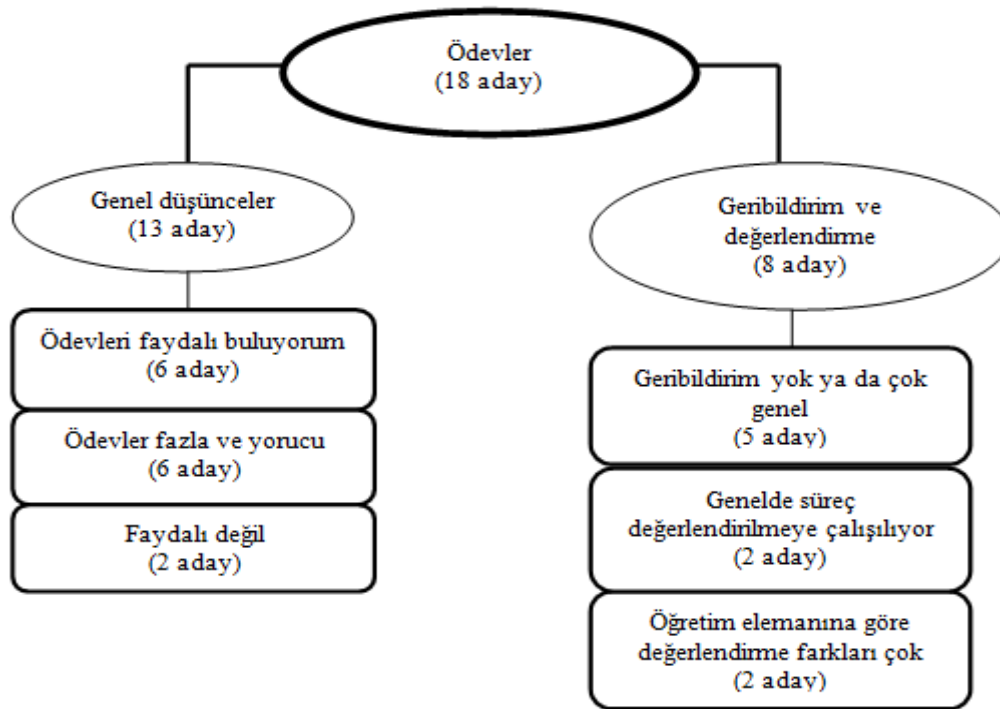 Ödevler
(18 aday)
Genel düşünceler
(13 aday)
Ödevleri faydalı buluyorum
(6 aday)
Ödevler fazla ve yorucu
(6 aday)
Faydalı değil
(2 aday)
Geribildirim ve
değerlendirme
(8 aday)
Geribildirim yok ya da çok
genel
(5 aday)
Genelde süreç
değerlendirilmeye çalışılıyor
(2 aday)
Öğretim elemanına göre
değerlendirme farkları çok
(2 aday)